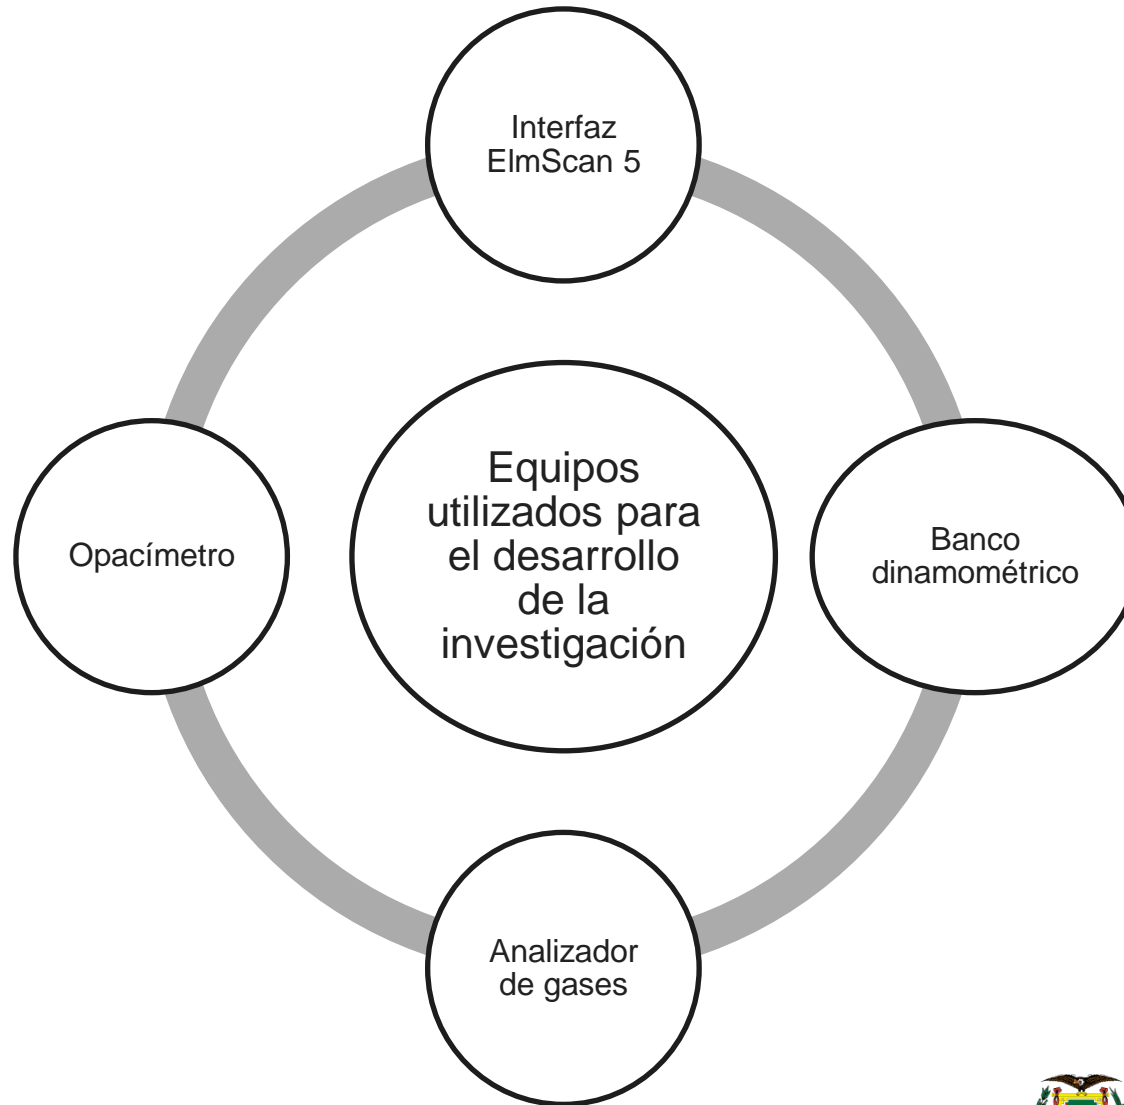 Interfaz
ElmScan 5
Equipos
utilizados para
el desarrollo
de la
investigación
Opacímetro
Banco
dinamométrico
Analizador
de gases